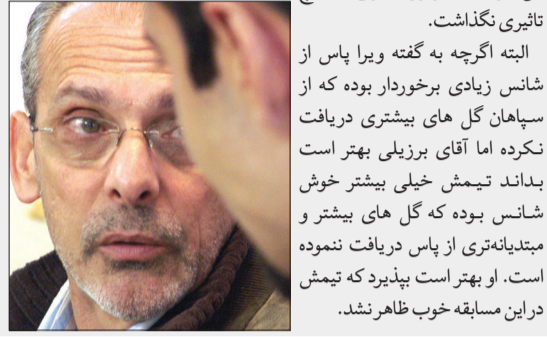 تاثیری نگذاشت.
البته اگرچه به گفته ویرا پاس از
شانس زیادی برخوردار بوده که از
سپاهان گل های بیشتری دریافت
نکرده اما آقای برزیلی بهتر است
بداند تیمش خیلی بیشتر خوش
شانس بوده که گل های بیشتر و
مبتدیانه‌تری از پاس دریافت ننموده
است. او بهتر است بپذیرد که تیمش
در این مسابقه خوب ظاهر نشد.